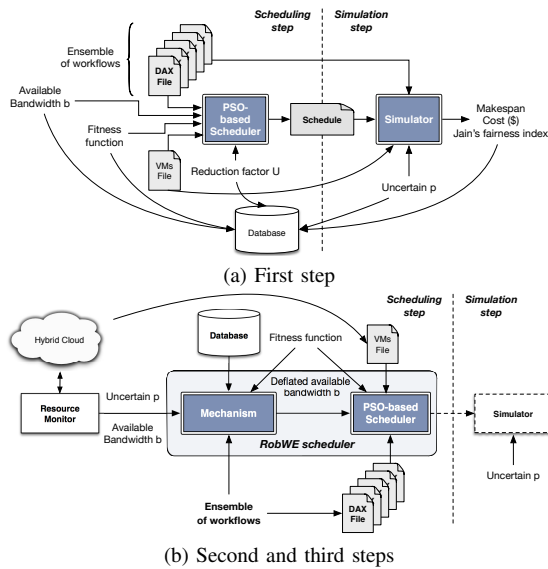 Scheduling
step
Simulation
step
Ensemble
of workflows
DAX
File
Available
Bandwidth b
Fitness
function
VMs
File
PSO-
based
Scheduler
Schedule
Simulator
Makespan
Cost ($)
Jain's fairness index
Reduction factor U
Uncertain p
Database
(a) First step
Scheduling
step
Simulation
step
Hybrid Cloud
Database
Fitness function
VMs
File
Resource
Monitor
Uncertain p
Available
Bandwidth b
Mechanism
Deflated available
bandwidth b
PSO-based
Scheduler
RobWE scheduler
Simulator
Uncertain p
Ensemble
of workflows
DAX
File
(b) Second and third steps